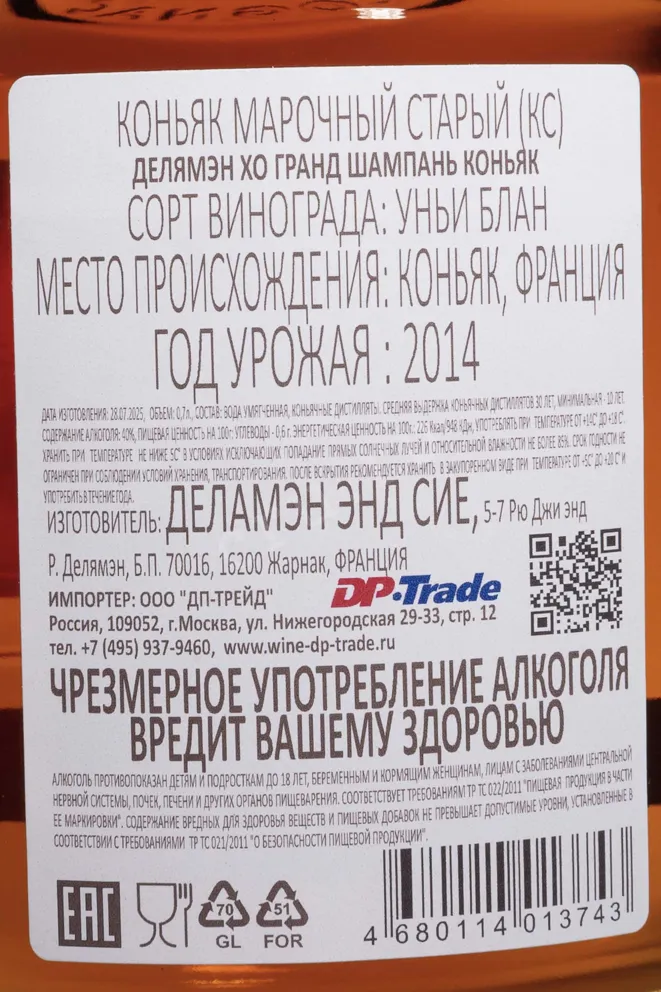 КОНЬЯК МАРОЧНЫЙ СТАРЫЙ (КС)
ДЕЛЯМЭН ХО ГРАНД ШАМПАНЬ КОНЬЯК
СОРТ ВИНОГРАДА: УНЬИ БЛАН
МЕСТО ПРОИСХОЖДЕНИЯ: КОНЬЯК, ФРАНЦИЯ
ГОД УРОЖАЯ : 2014
ДАТА ИЗГОТОВЛЕНИЯ: 28.07.2025, ОБЪЕМ: 0,7л., СОСТАВ: ВОДА УМЯГЧЕННАЯ, КОНЬЯЧНЫЕ ДИСТИЛЛЯТЫ. СРЕДНЯЯ ВЫДЕРЖКА КОНЬЯЧНЫХ ДИСТИЛЛЯТОВ 30 ЛЕТ, МИНИМАЛЬНАЯ - 10 ЛЕТ.
СОДЕРЖАНИЕ АЛКОГОЛЯ: 40%, ПИЩЕВАЯ ЦЕННОСТЬ НА 100г: УГЛЕВОДЫ - 0,6 г. ЭНЕРГЕТИЧЕСКАЯ ЦЕННОСТЬ НА 100г.: 226 Ккал/948 КДж. УПОТРЕБЛЯТЬ ПРИ ТЕМПЕРАТУРЕ ОТ +14С° ДО +18 С°.
ХРАНИТЬ ПРИ ТЕМПЕРАТУРЕ НЕ НИЖЕ 5С° В УСЛОВИЯХ ИСКЛЮЧАЮЩИХ ПОПАДАНИЕ ПРЯМЫХ СОЛНЕЧНЫХ ЛУЧЕЙ И ОТНОСИТЕЛЬНОЙ ВЛАЖНОСТИ НЕ БОЛЕЕ 85%. СРОК ГОДНОСТИ НЕ
ОГРАНИЧЕН ПРИ СОБЛЮДЕНИИ УСЛОВИЙ ХРАНЕНИЯ, ТРАНСПОРТИРОВАНИЯ. ПОСЛЕ ВСКРЫТИЯ РЕКОМЕНДУЕТСЯ ХРАНИТЬ В ЗАКУПОРЕННОМ ВИДЕ ПРИ ТЕМПЕРАТУРЕ ОТ +5С° ДО +20 С° И
УПОТРЕБИТЬ В ТЕЧЕНИЕ ГОДА.
ИЗГОТОВИТЕЛЬ: ДЕЛАМЭН ЭНД СИЕ, 5-7 Рю Джи энд
Р. Делямэн, Б.П. 70016, 16200 Жарнак, ФРАНЦИЯ
DP-Trade
ИМПОРТЕР: ООО "ДП-ТРЕЙД"
Россия, 109052, г.Москва, ул. Нижегородская 29-33, стр. 12
тел. +7 (495) 937-9460, www.wine-dp-trade.ru
ЧРЕЗМЕРНОЕ УПОТРЕБЛЕНИЕ АЛКОГОЛЯ
ВРЕДИТ ВАШЕМУ ЗДОРОВЬЮ
АЛКОГОЛЬ ПРОТИВОПОКАЗАН ДЕТЯМ И ПОДРОСТКАМ ДО 18 ЛЕТ, БЕРЕМЕННЫМ И КОРМЯЩИМ ЖЕНЩИНАМ, ЛИЦАМ С ЗАБОЛЕВАНИЯМИ ЦЕНТРАЛЬНОЙ
НЕРВНОЙ СИСТЕМЫ, ПОЧЕК, ПЕЧЕНИ И ДРУГИХ ОРГАНОВ ПИЩЕВАРЕНИЯ. СООТВЕТСТВУЕТ ТРЕБОВАНИЯМ ТР ТС 022/2011 "ПИЩЕВАЯ ПРОДУКЦИЯ В ЧАСТИ
ЕЕ МАРКИРОВКИ". СОДЕРЖАНИЕ ВРЕДНЫХ ДЛЯ ЗДОРОВЬЯ ВЕЩЕСТВ И ПИЩЕВЫХ ДОБАВОК НЕ ПРЕВЫШАЕТ ДОПУСТИМЫЕ УРОВНИ, УСТАНОВЛЕННЫЕ В
СООТВЕТСТВИИ С ТРЕБОВАНИЯМИ ТР ТС 021/2011 "О БЕЗОПАСНОСТИ ПИЩЕВОЙ ПРОДУКЦИИ".
EAC
70
GL
51
FOR
4 680114 013743